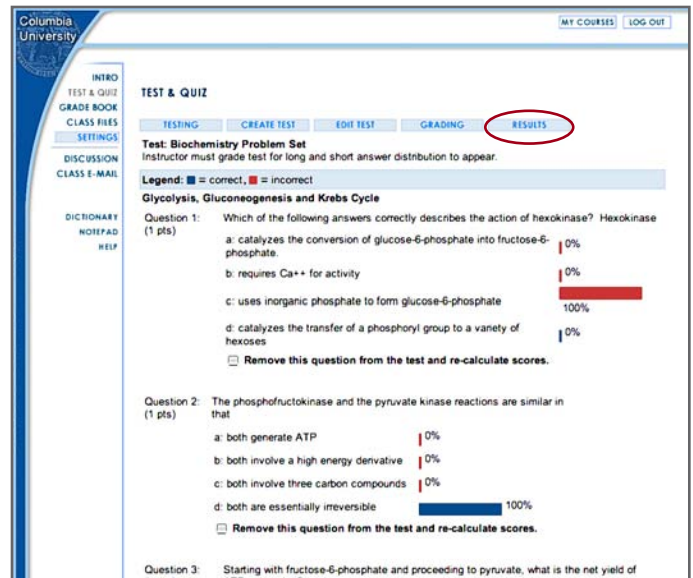 Columbia
University
MY COURSES LOG OUT
INTRO
TEST & QUIZ
GRADE BOOK
CLASS FILES
SETTINGS
DISCUSSION
CLASS E-MAIL
DICTIONARY
NOTEPAD
HELP
TEST & QUIZ
TESTING CREATE TEST EDIT TEST GRADING RESULTS
Test: Biochemistry Problem Set
Instructor must grade test for long and short answer distribution to appear.
Legend: = correct, = incorrect
Glycolysis, Gluconeogenesis and Krebs Cycle
Question 1: Which of the following answers correctly describes the action of hexokinase? Hexokinase
(1 pts)
a: catalyzes the conversion of glucose-6-phosphate into fructose-6-
phosphate. 0%
b: requires Ca++ for activity 0%
c: uses inorganic phosphate to form glucose-6-phosphate
100%
d: catalyzes the transfer of a phosphoryl group to a variety of
hexoses 0%
Remove this question from the test and re-calculate scores.
Question 2: The phosphofructokinase and the pyruvate kinase reactions are similar in
(1 pts) that
a: both generate ATP 0%
b: both involve a high energy derivative 0%
c: both involve three carbon compounds 0%
d: both are essentially irreversible 100%
Remove this question from the test and re-calculate scores.
Question 3: Starting with fructose-6-phosphate and proceeding to pyruvate, what is the net yield of